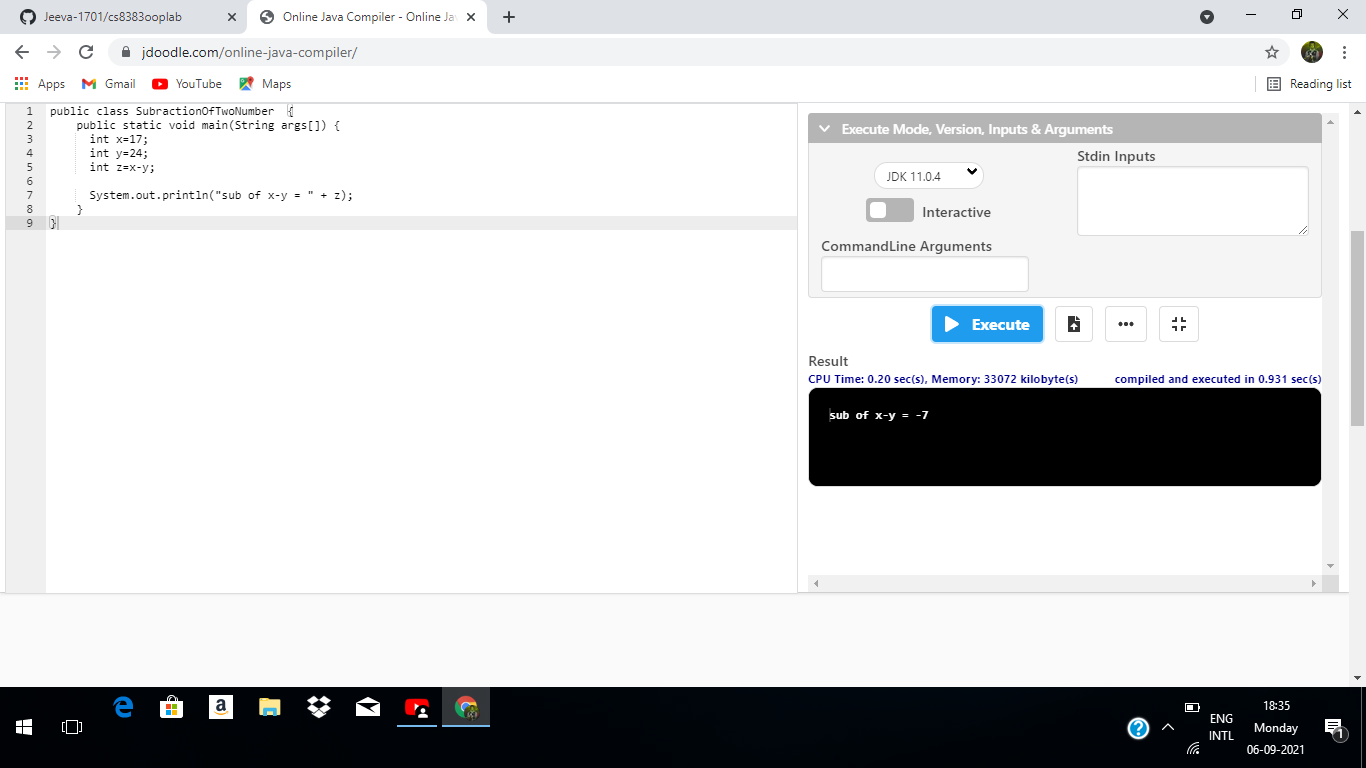 Jeeva-1701/cs8383ooplab
Online Java Compiler - Online Jav
jdoodle.com/online-java-compiler/
Apps Gmail YouTube Maps Reading list
1 public class SubractionOfTwoNumber {
2 public static void main(String args[]) {
3 int x=17;
4 int y=24;
5 int z=x-y;
6
7 System.out.println("sub of x-y = " + z);
8 }
9 }
Execute Mode, Version, Inputs & Arguments
JDK 11.0.4
Stdin Inputs
Interactive
CommandLine Arguments
Execute
Result
CPU Time: 0.20 sec(s), Memory: 33072 kilobyte(s) compiled and executed in 0.931 sec(s)
sub of x-y = -7
ENG
INTL
18:35
Monday
06-09-2021
1